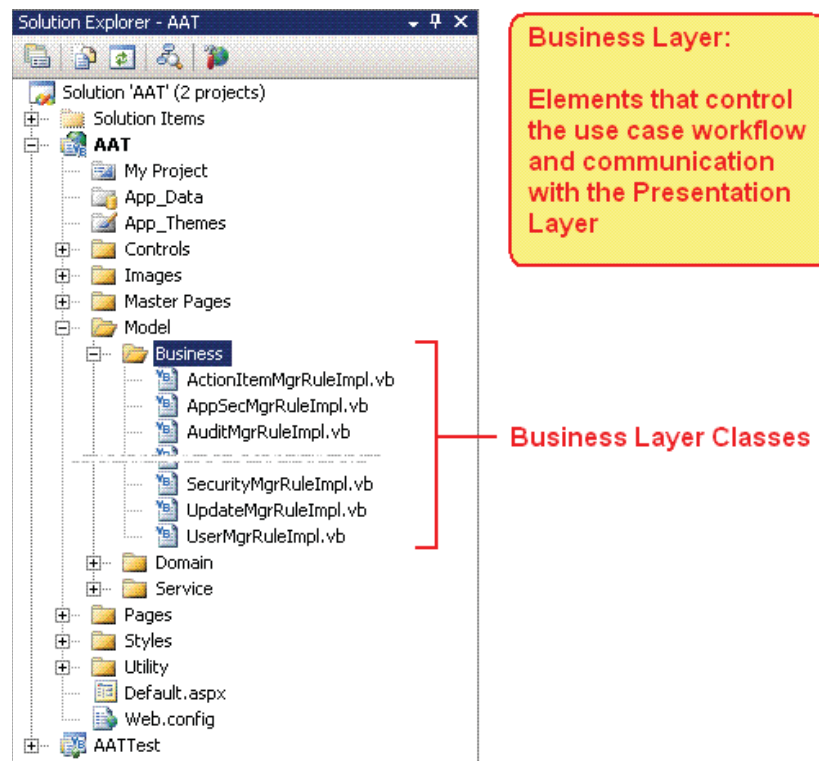 Solution Explorer - AAT
Solution 'AAT' (2 projects)
Solution Items
AAT
My Project
App_Data
App_Themes
Controls
Images
Master Pages
Model
Business
ActionItemMgrRuleImpl.vb
AppSecMgrRuleImpl.vb
AuditMgrRuleImpl.vb
SecurityMgrRuleImpl.vb
UpdateMgrRuleImpl.vb
UserMgrRuleImpl.vb
Domain
Service
Pages
Styles
Utility
Default.aspx
Web.config
AATTest
Business Layer:
Elements that control
the use case workflow
and communication
with the Presentation
Layer
Business Layer Classes